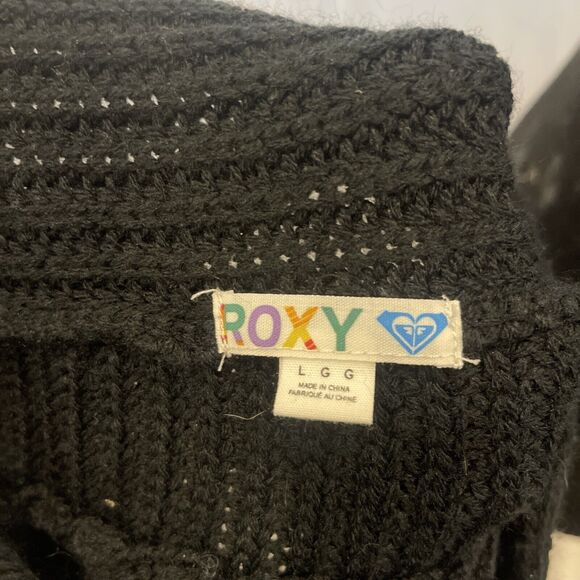 ROXY
L G G
MADE IN CHINA
FABRIQUÉ AU CHINE